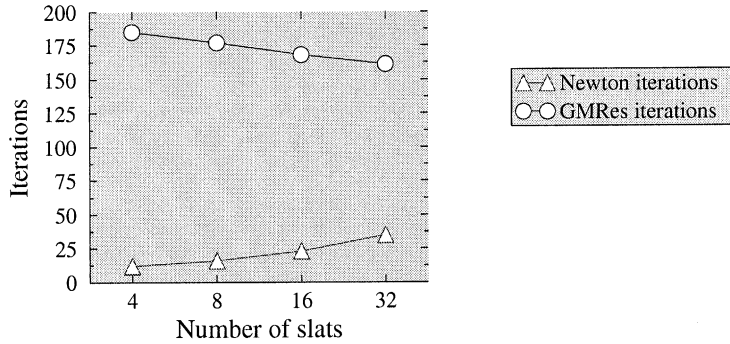 200
175
150
125
100
75
50
25
0
Iterations
4 8 16 32
Number of slats
Newton iterations
GMRes iterations